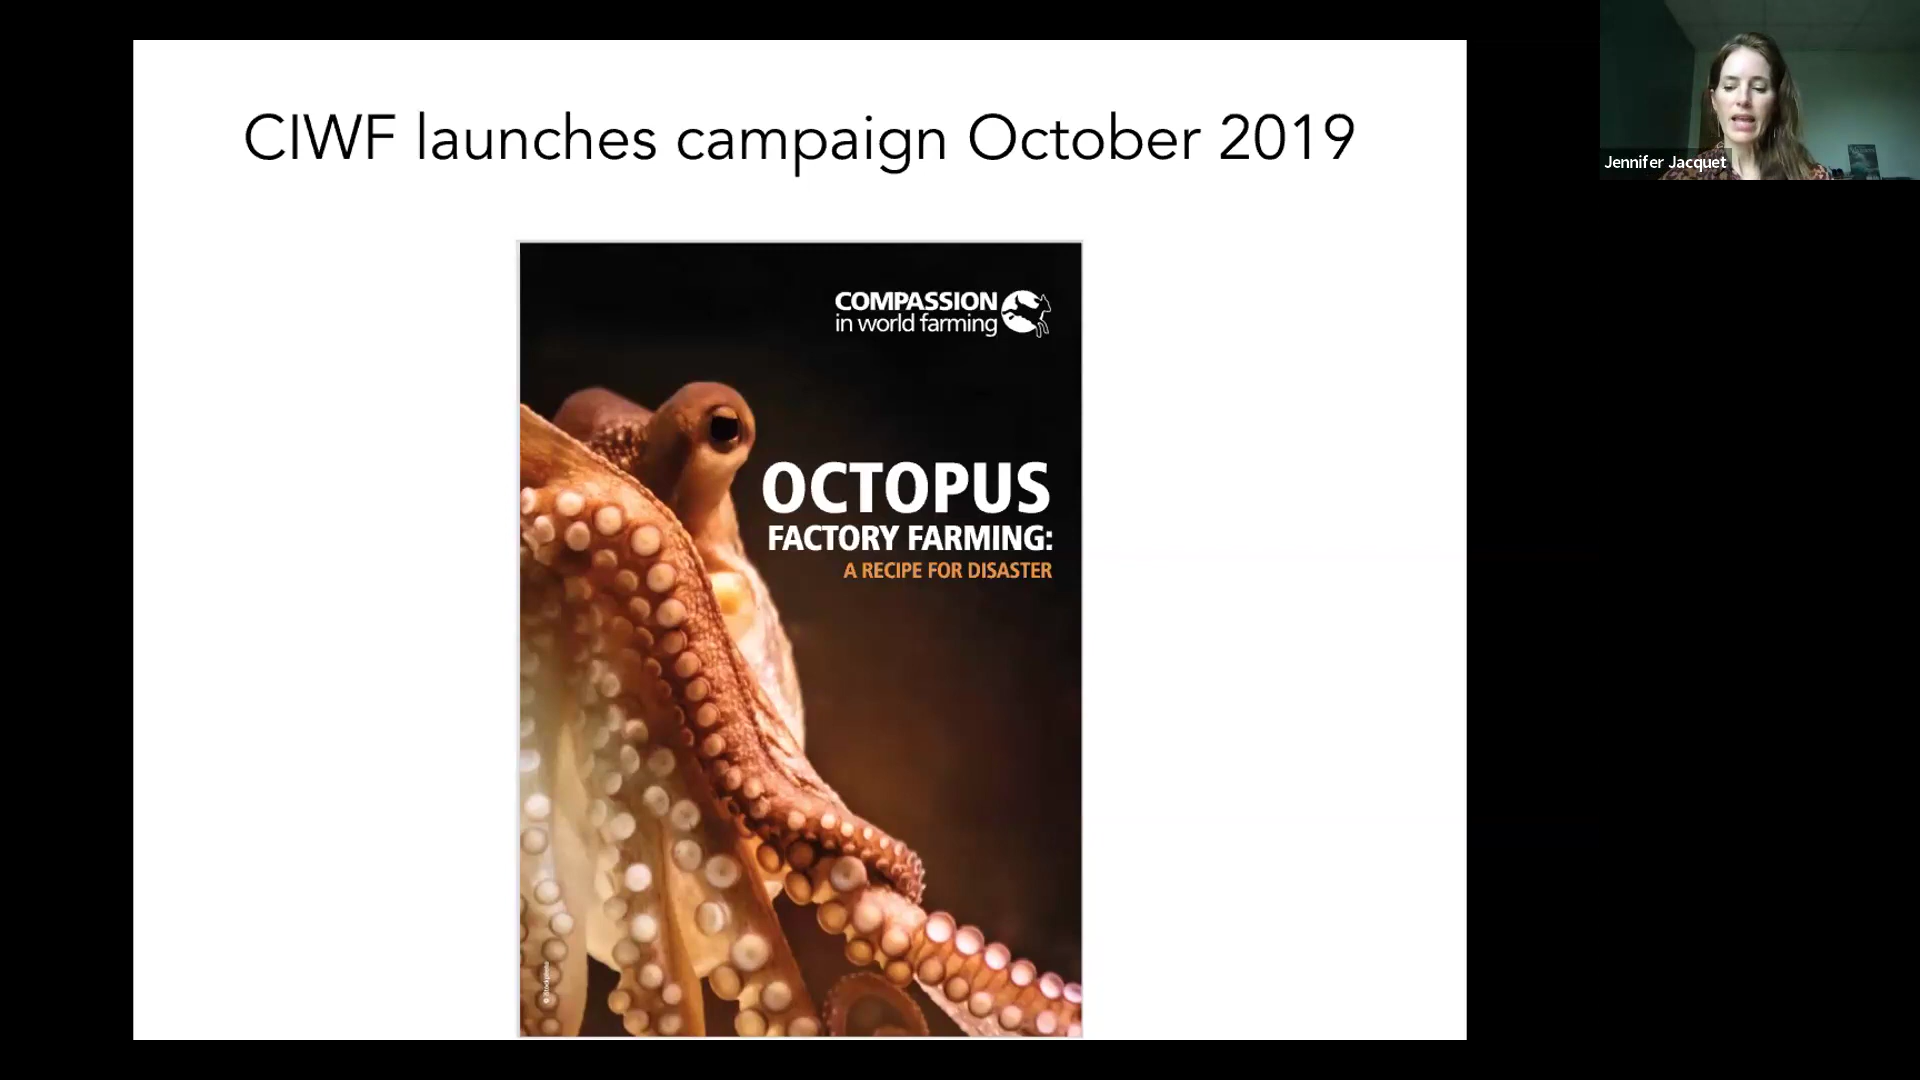 CIWF launches campaign October 2019
Jennifer Jacquet
COMPASSION
in world farming
OCTOPUS
FACTORY FARMING:
A RECIPE FOR DISASTER